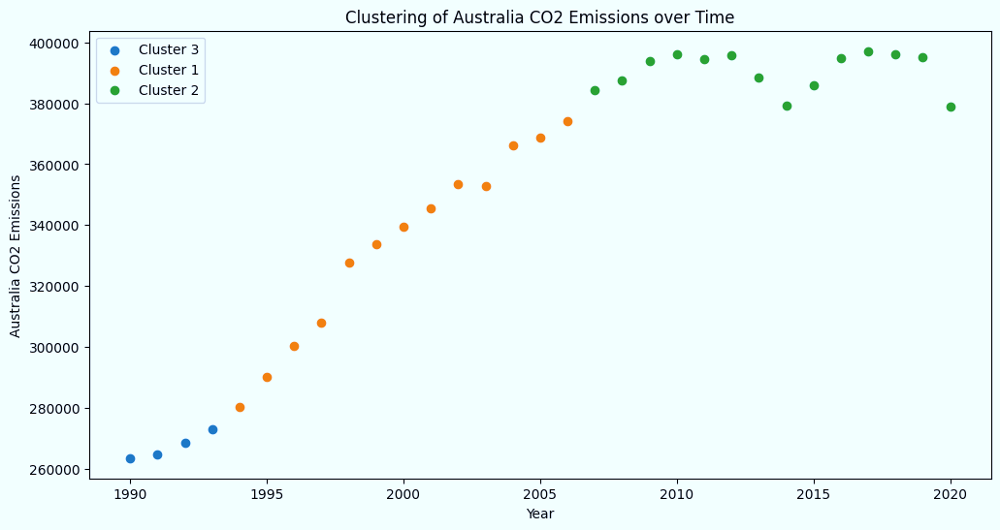 Clustering of Australia CO2 Emissions over Time
Cluster 3
Cluster 1
Cluster 2
Australia CO2 Emissions
400000
380000
360000
340000
320000
300000
280000
260000
1990 1995 2000 2005 2010 2015 2020
Year